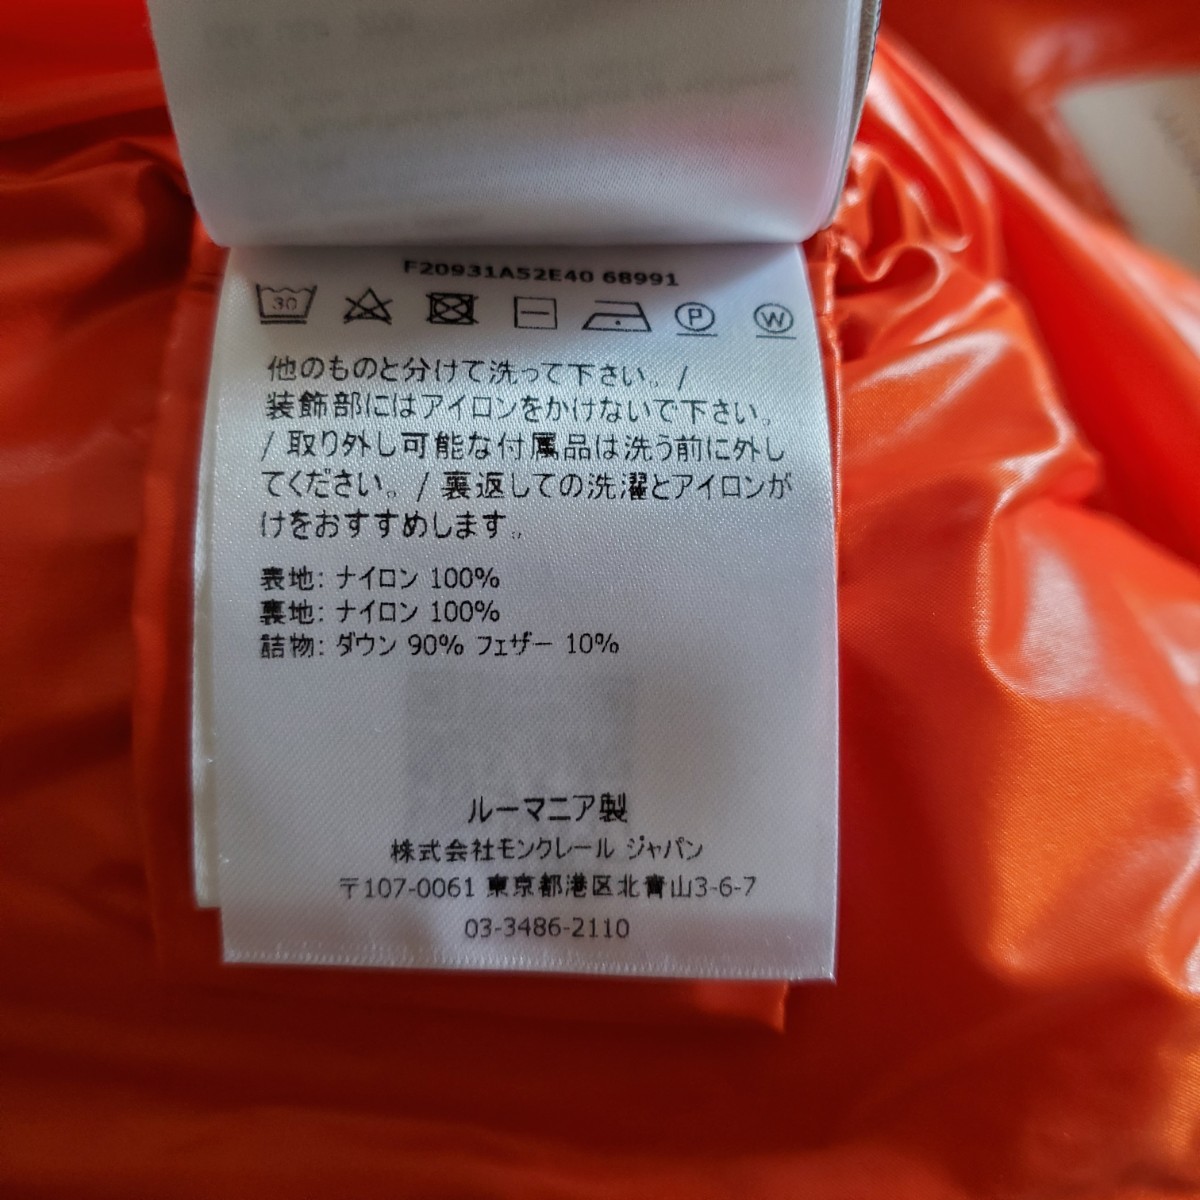 F20931A52E40 68991
30 P W
他のものと分けて洗って下さい。/
装飾部にはアイロンをかけないで下さい。
/ 取り外し可能な付属品は洗う前に外し
てください。/ 裏返しての洗濯とアイロンが
けをおすすめします。
表地: ナイロン 100%
裏地: ナイロン 100%
詰物: ダウン 90% フェザー 10%
ルーマニア製
株式会社モンクレール ジャパン
〒107-0061 東京都港区北青山3-6-7
03-3486-2110